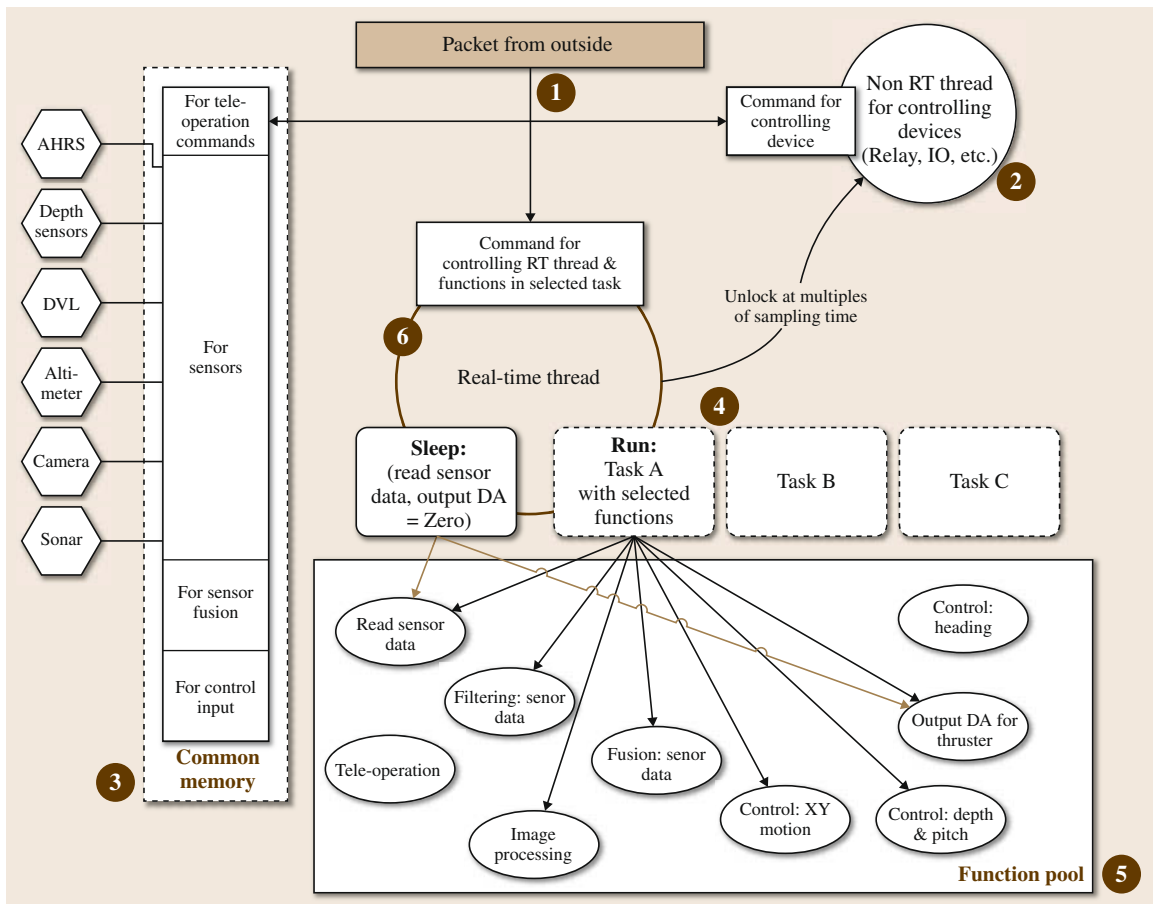 Packet from outside
1
For tele-
operation
commands
Command for
controlling
device
Non RT thread
for controlling
devices
(Relay, IO, etc.)
2
AHRS
Depth
sensors
DVL
Alti-
meter
Camera
Sonar
For
sensors
For sensor
fusion
For control
input
Common
memory
3
Command for
controlling RT thread &
functions in selected task
Unlock at multiples
of sampling time
6
Real-time thread
4
Sleep:
(read sensor
data, output DA
= Zero)
Run:
Task A
with selected
functions
Task B
Task C
Read sensor
data
Control:
heading
Filtering: senor
data
Output DA for
thruster
Tele-operation
Fusion: senor
data
Image
processing
Control: XY
motion
Control: depth
& pitch
Function pool
5